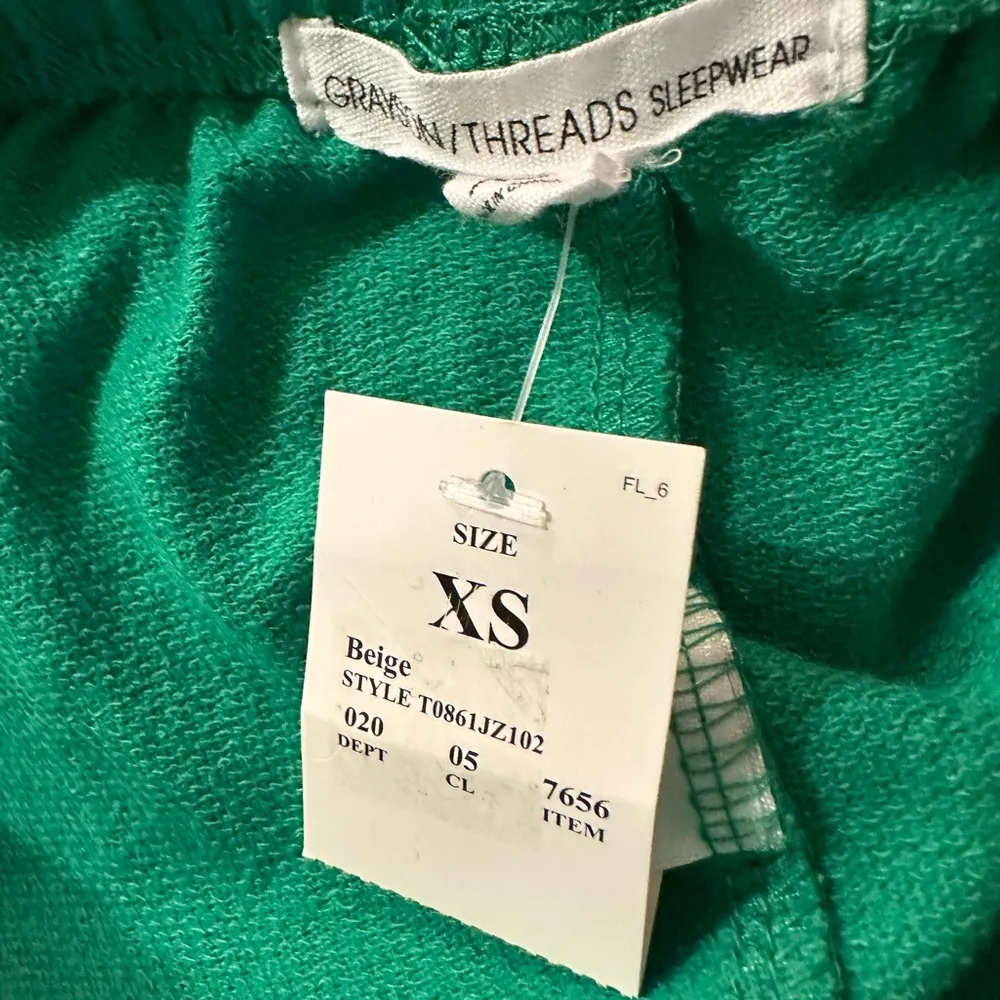 GRAYSON/THREADS SLEEPWEAR
FL_6
SIZE
XS
Beige
STYLE T0861JZ102
020 05 7656
DEPT CL ITEM